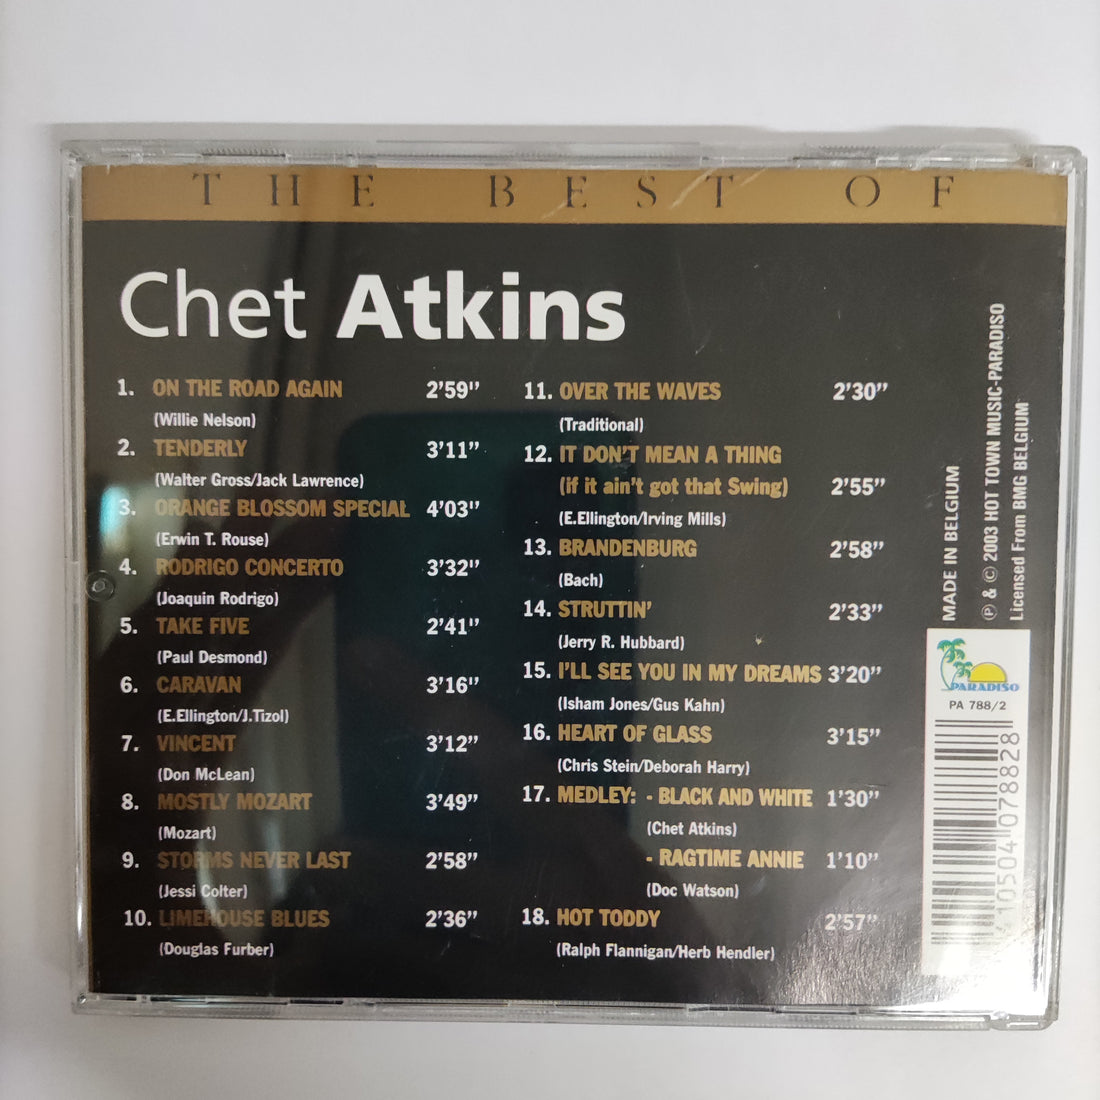 THE BEST OF
Chet Atkins
1. ON THE ROAD AGAIN 2'59"
(Willie Nelson)
2. TENDERLY 3'11"
(Walter Gross/Jack Lawrence)
3. ORANGE BLOSSOM SPECIAL 4'03"
(Erwin T. Rouse)
4. RODRIGO CONCERTO 3'32"
(Joaquin Rodrigo)
5. TAKE FIVE 2'41"
(Paul Desmond)
6. CARAVAN 3'16"
(E.Ellington/J.Tizol)
7. VINCENT 3'12"
(Don McLean)
8. MOSTLY MOZART 3'49"
(Mozart)
9. STORMS NEVER LAST 2'58"
(Jessi Colter)
10. LIMEHOUSE BLUES 2'36"
(Douglas Furber)
11. OVER THE WAVES 2'30"
(Traditional)
12. IT DON'T MEAN A THING
(if it ain't got that Swing) 2'55"
(E.Ellington/Irving Mills)
13. BRANDENBURG 2'58"
(Bach)
14. STRUTTIN' 2'33"
(Jerry R. Hubbard)
15. I'LL SEE YOU IN MY DREAMS 3'20"
(Isham Jones/Gus Kahn)
16. HEART OF GLASS 3'15"
(Chris Stein/Deborah Harry)
17. MEDLEY: - BLACK AND WHITE 1'30"
(Chet Atkins)
- RAGTIME ANNIE 1'10"
(Doc Watson)
18. HOT TODDY 2'57"
(Ralph Flannigan/Herb Hendler)
MADE IN BELGIUM
℗ & © 2003 HOT TOWN MUSIC-PARADISO
Licensed From BMG BELGIUM
PARADISO
PA 788/2